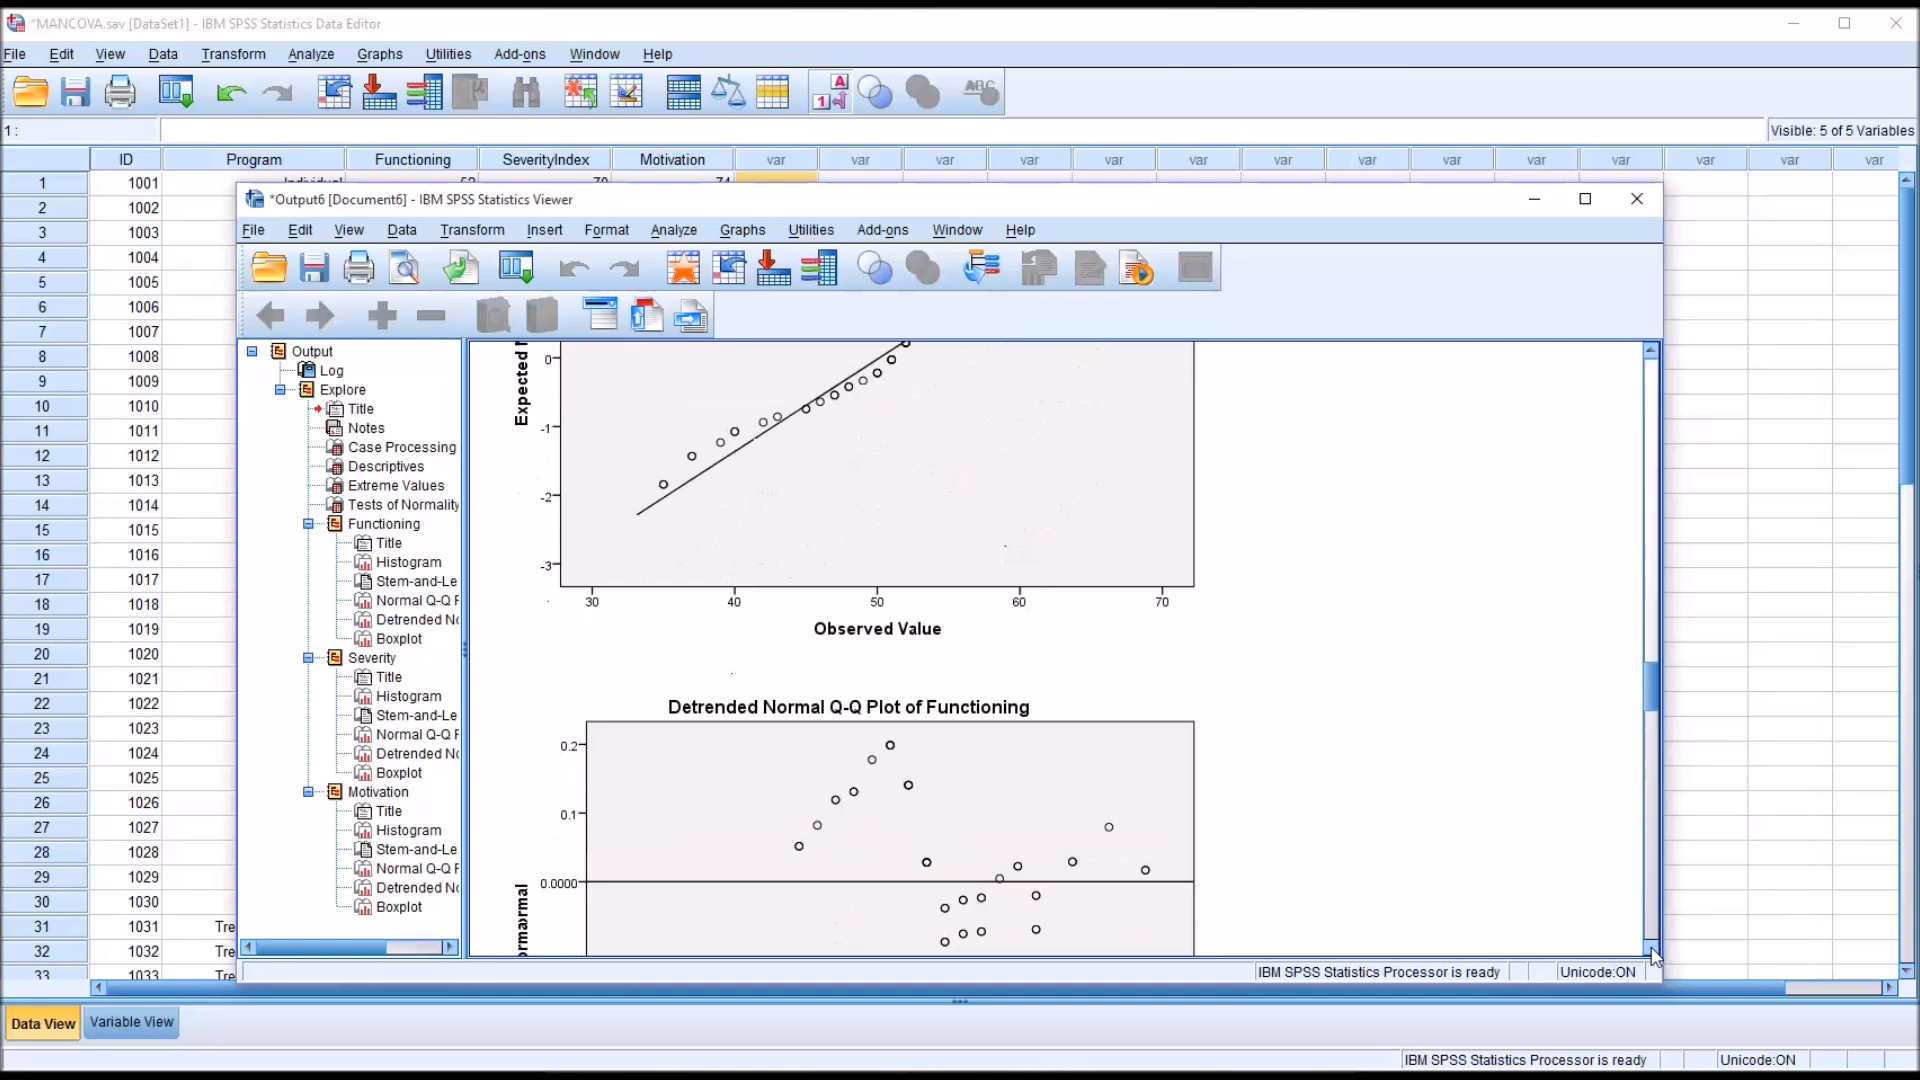 *MANCOVA.sav [DataSet1] - IBM SPSS Statistics Data Editor
File Edit View Data Transform Analyze Graphs Utilities Add-ons Window Help
1 :
Visible: 5 of 5 Variables
ID Program Functioning SeverityIndex Motivation var var var var var var var var var var var var var var
1 1001
2 1002
3 1003
4 1004
5 1005
6 1006
7 1007
8 1008
9 1009
10 1010
11 1011
12 1012
13 1013
14 1014
15 1015
16 1016
17 1017
18 1018
19 1019
20 1020
21 1021
22 1022
23 1023
24 1024
25 1025
26 1026
27 1027
28 1028
29 1029
30 1030
31 1031 Tre
32 1032 Tre
33 1033 Tre
*Output6 [Document6] - IBM SPSS Statistics Viewer
File Edit View Data Transform Insert Format Analyze Graphs Utilities Add-ons Window Help
Output
Log
Explore
Title
Notes
Case Processing
Descriptives
Extreme Values
Tests of Normality
Functioning
Title
Histogram
Stem-and-Le
Normal Q-Q
Detrended
Boxplot
Severity
Title
Histogram
Stem-and-Le
Normal Q-Q
Detrended
Boxplot
Motivation
Title
Histogram
Stem-and-Le
Normal Q-Q
Detrended
Boxplot
Expected
0
-1
-2
-3
30 40 50 60 70
Observed Value
Detrended Normal Q-Q Plot of Functioning
0.2
0.1
0.0000
IBM SPSS Statistics Processor is ready Unicode:ON
Data View Variable View
IBM SPSS Statistics Processor is ready Unicode:ON